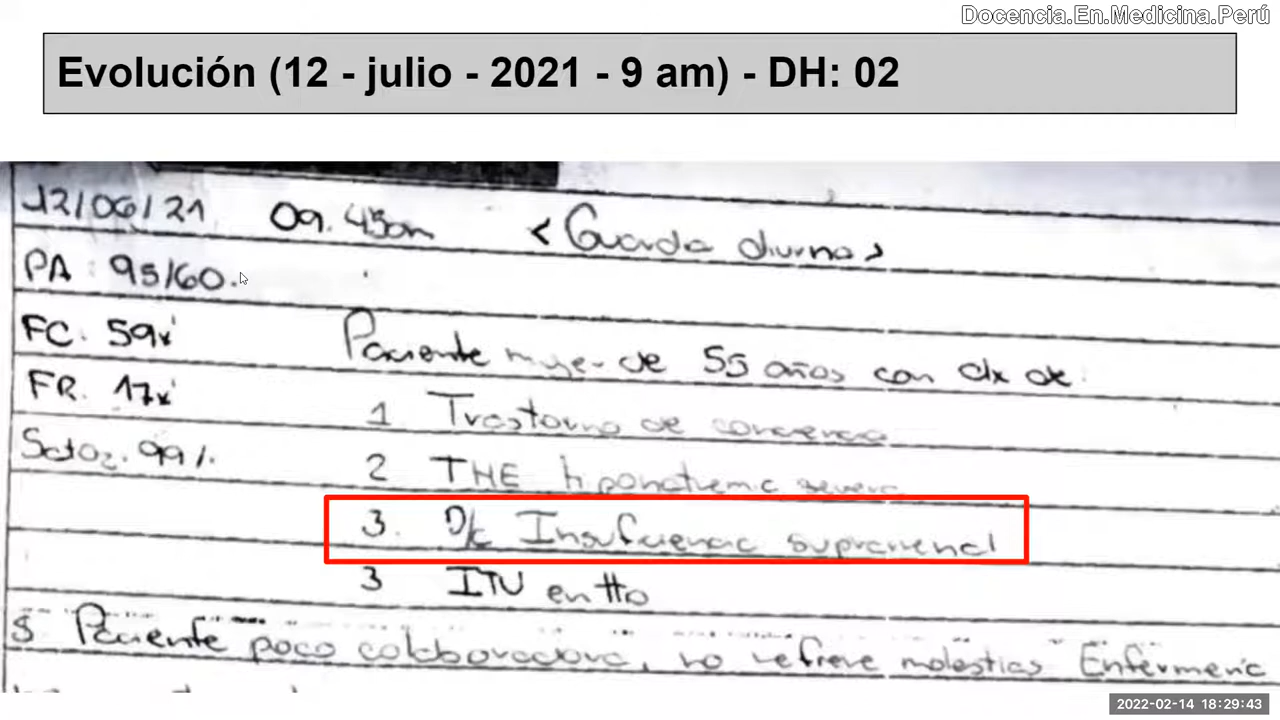 Docencia.En.Medicina.Perú
Evolución (12 - julio - 2021 - 9 am) - DH: 02
12/06/21 09.45am <Guardia diurna>
PA: 95/60.
FC. 59x' Paciente mujer de 55 años con dx de:
FR. 17x'
1 Trastorno de conciencia
SatO2. 99%.
2 THE hiponatremia severa
3. D/c Insuficiencia suprarrenal
3 ITU en tto
S Paciente poco colaboradora, no refiere molestias Enfermería
2022-02-14 18:29:43